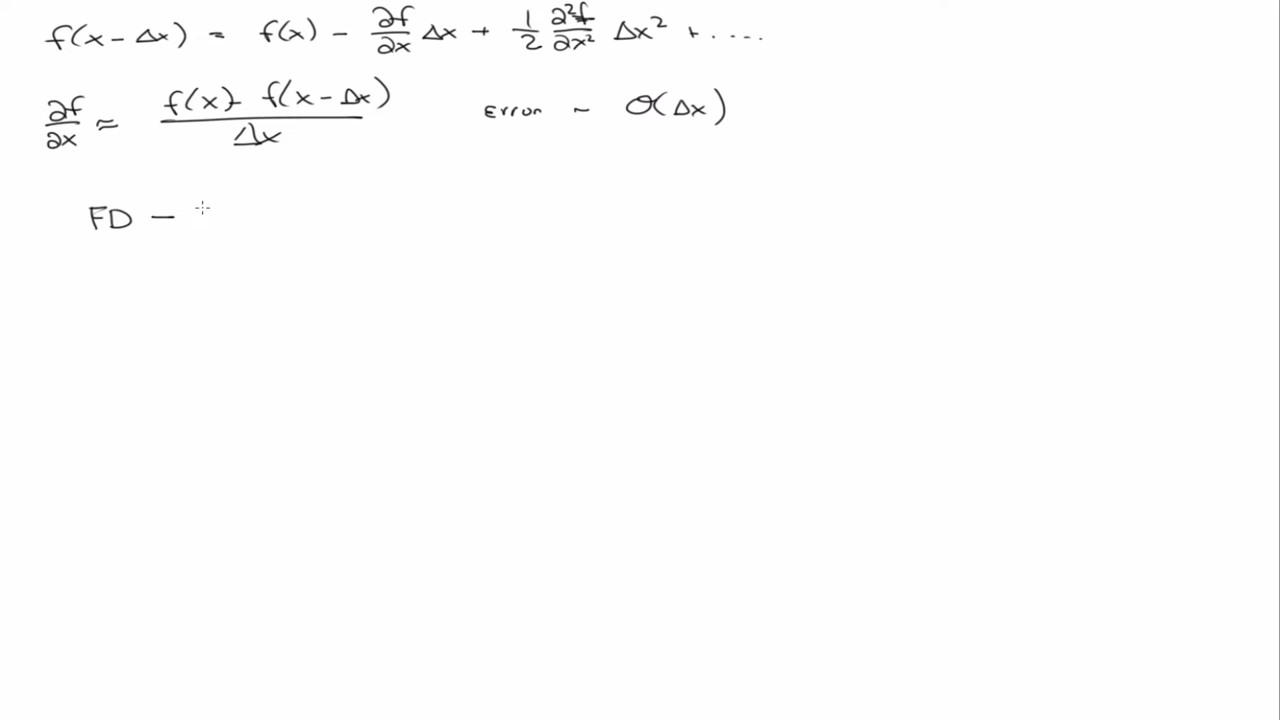 f(x - Δx) = f(x) - ∂f/∂x Δx + 1/2 ∂²f/∂x² Δx² + ....
∂f/∂x ≈ f(x) - f(x - Δx) / Δx error ~ O(Δx)
FD -